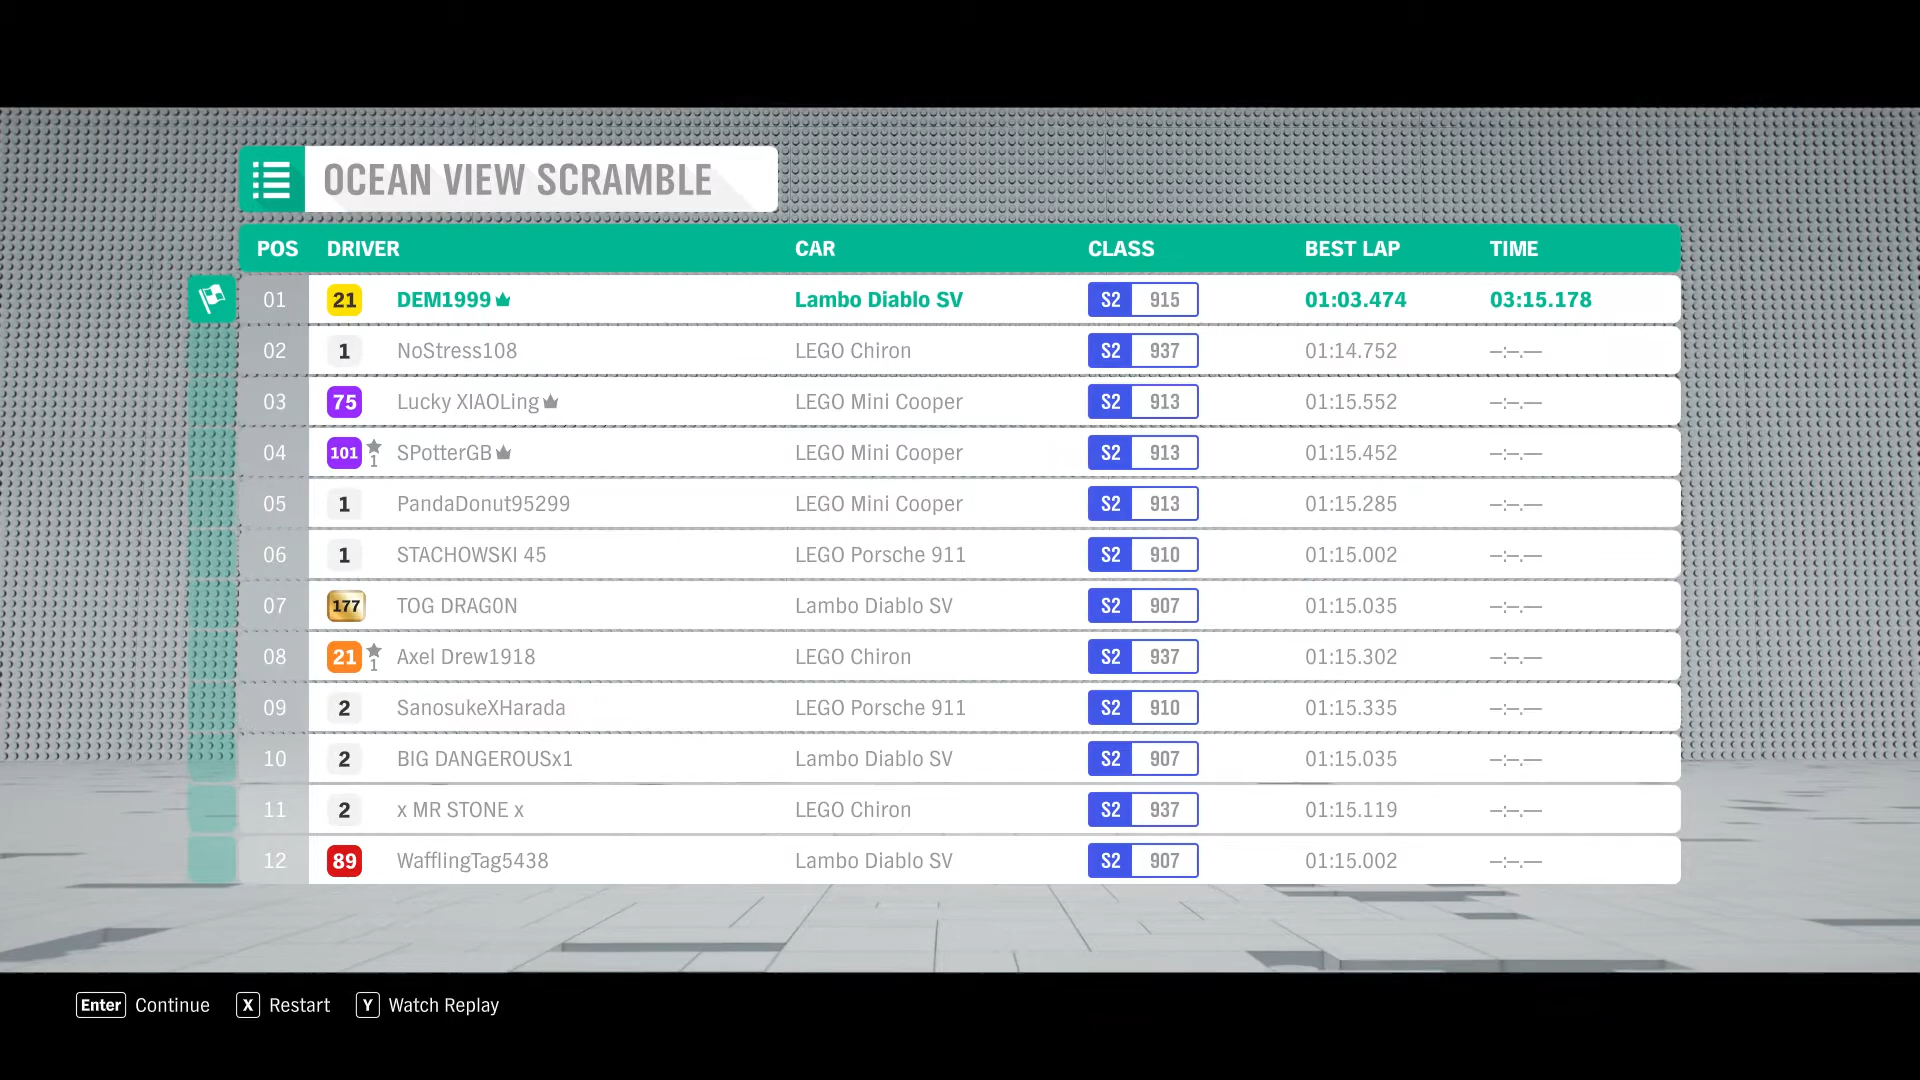 OCEAN VIEW SCRAMBLE
POS DRIVER CAR CLASS BEST LAP TIME
01 21 DEM1999 Lambo Diablo SV S2 915 01:03.474 03:15.178
02 1 NoStress108 LEGO Chiron S2 937 01:14.752 --:--.---
03 75 Lucky XIAOLing LEGO Mini Cooper S2 913 01:15.552 --:--.---
04 101 1 SPotterGB LEGO Mini Cooper S2 913 01:15.452 --:--.---
05 1 PandaDonut95299 LEGO Mini Cooper S2 913 01:15.285 --:--.---
06 1 STACHOWSKI 45 LEGO Porsche 911 S2 910 01:15.002 --:--.---
07 177 TOG DRAG0N Lambo Diablo SV S2 907 01:15.035 --:--.---
08 21 1 Axel Drew1918 LEGO Chiron S2 937 01:15.302 --:--.---
09 2 SanosukeXHarada LEGO Porsche 911 S2 910 01:15.335 --:--.---
10 2 BIG DANGEROUSx1 Lambo Diablo SV S2 907 01:15.035 --:--.---
11 2 x MR STONE x LEGO Chiron S2 937 01:15.119 --:--.---
12 89 WafflingTag5438 Lambo Diablo SV S2 907 01:15.002 --:--.---
Enter Continue X Restart Y Watch Replay